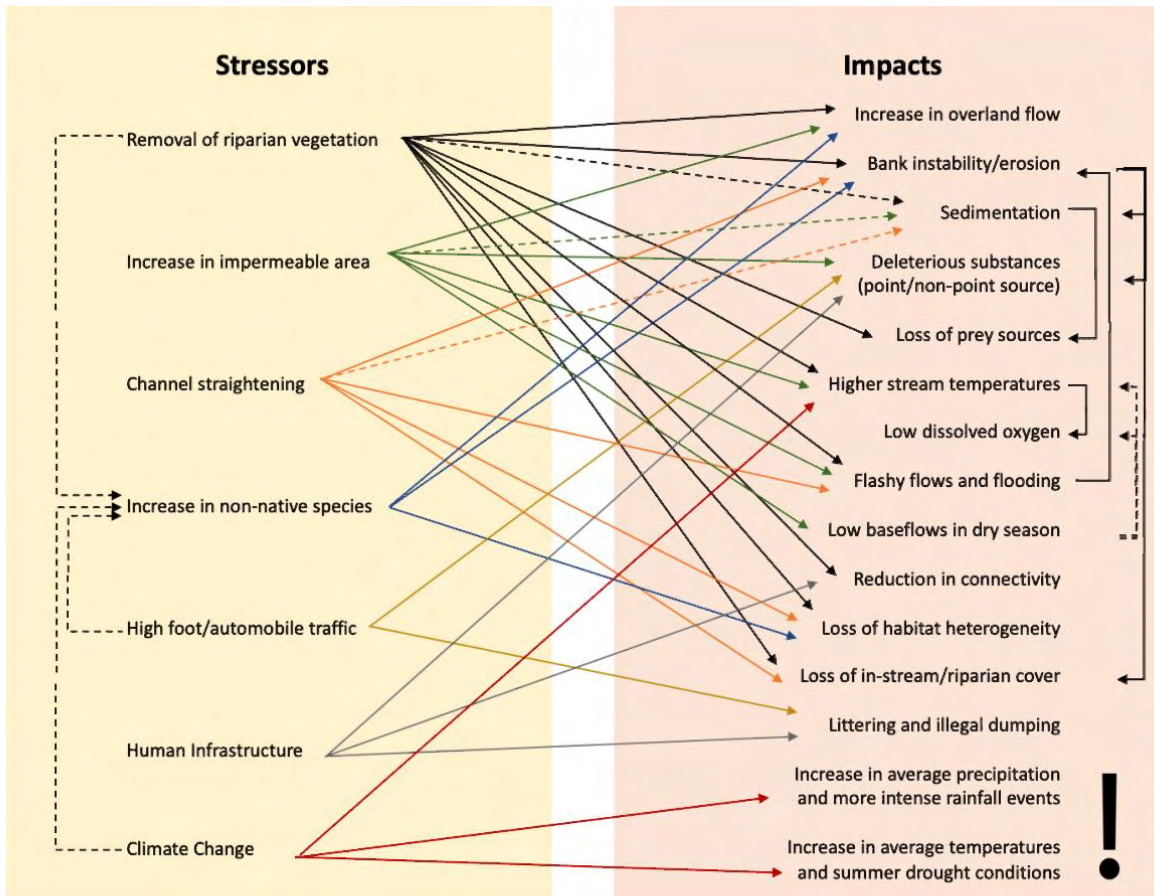 Stressors
Removal of riparian vegetation
Increase in impermeable area
Channel straightening
Increase in non-native species
High foot/automobile traffic
Human Infrastructure
Climate Change
Impacts
Increase in overland flow
Bank instability/erosion
Sedimentation
Deleterious substances
(point/non-point source)
Loss of prey sources
Higher stream temperatures
Low dissolved oxygen
Flashy flows and flooding
Low baseflows in dry season
Reduction in connectivity
Loss of habitat heterogeneity
Loss of in-stream/riparian cover
Littering and illegal dumping
Increase in average precipitation
and more intense rainfall events
Increase in average temperatures
and summer drought conditions
!